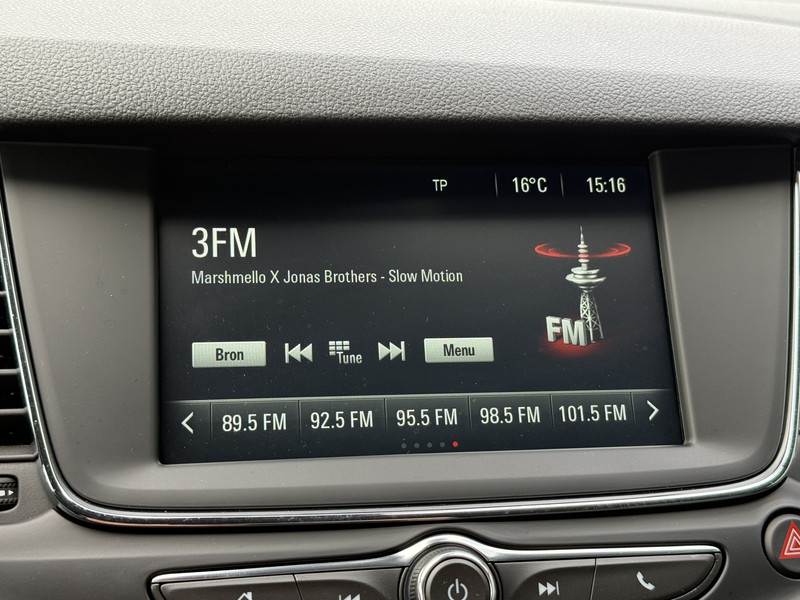 TP 16°C 15:16
3FM
Marshmello X Jonas Brothers - Slow Motion
FM
Bron Tune Menu
89.5 FM 92.5 FM 95.5 FM 98.5 FM 101.5 FM